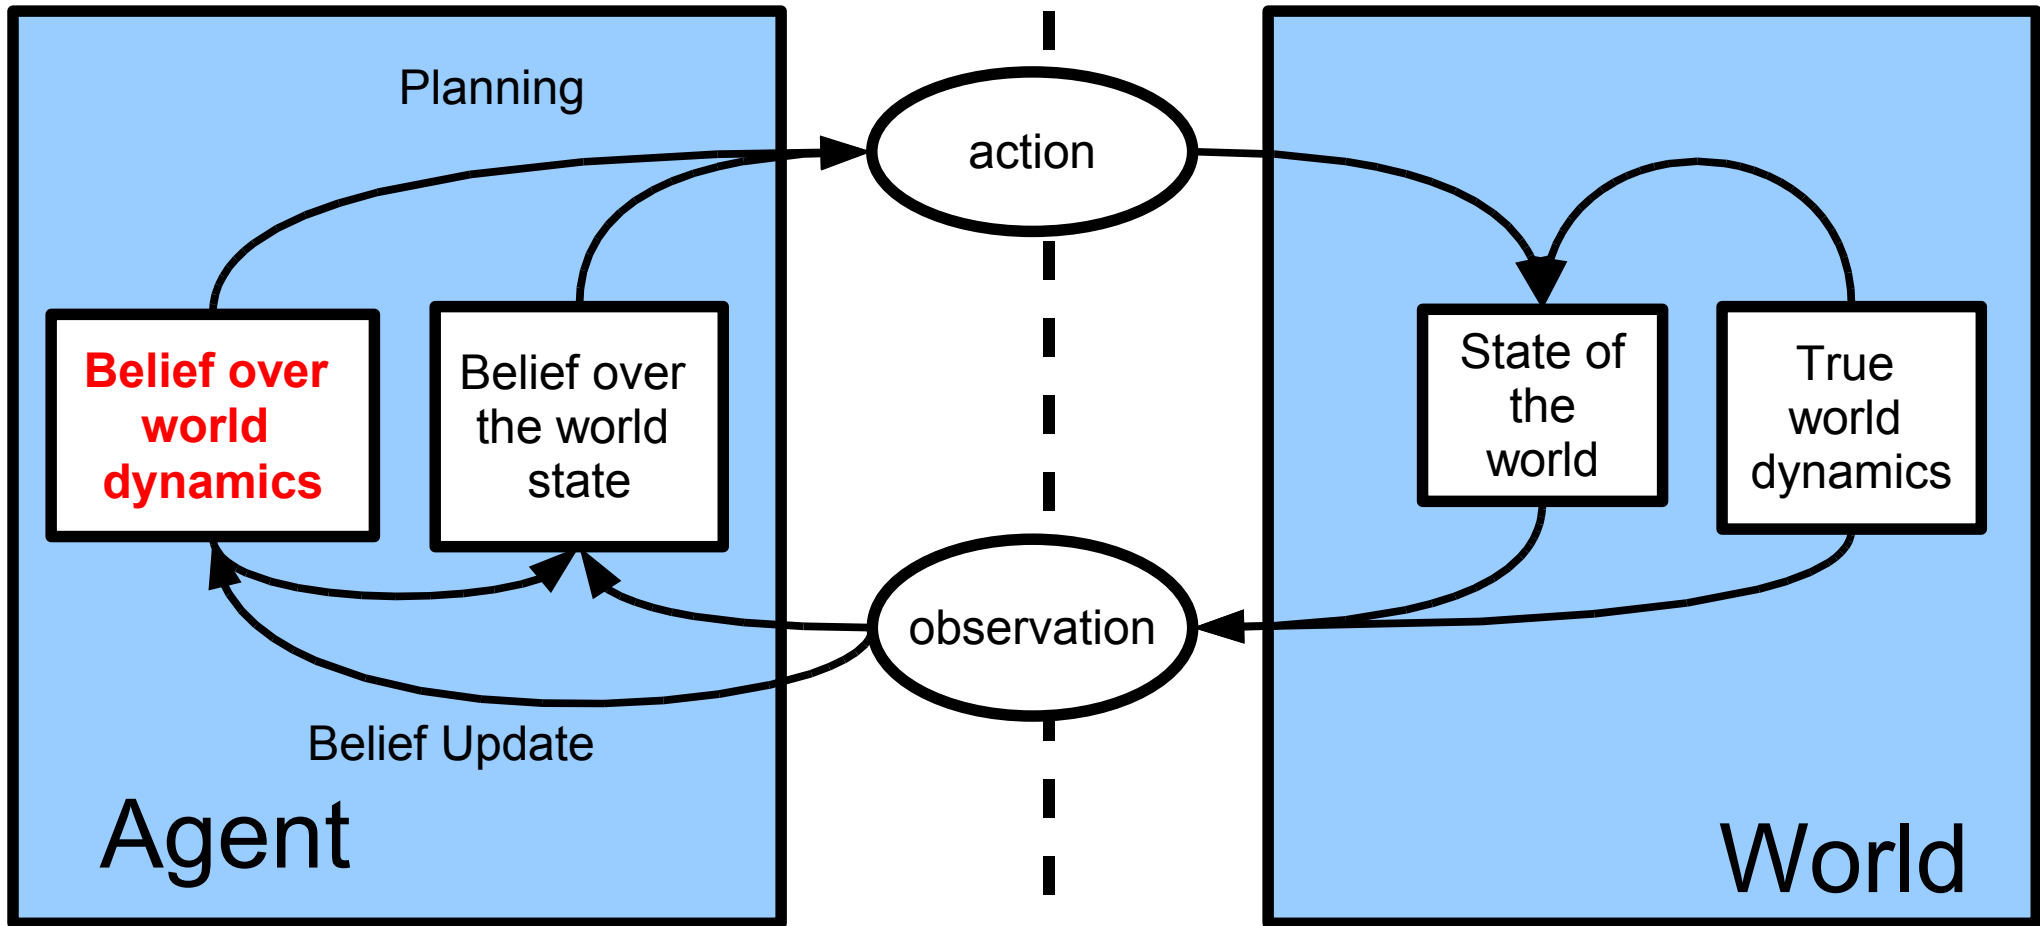 Planning
action
Belief over
world
dynamics
Belief over
the world
state
State of
the
world
True
world
dynamics
observation
Belief Update
Agent
World